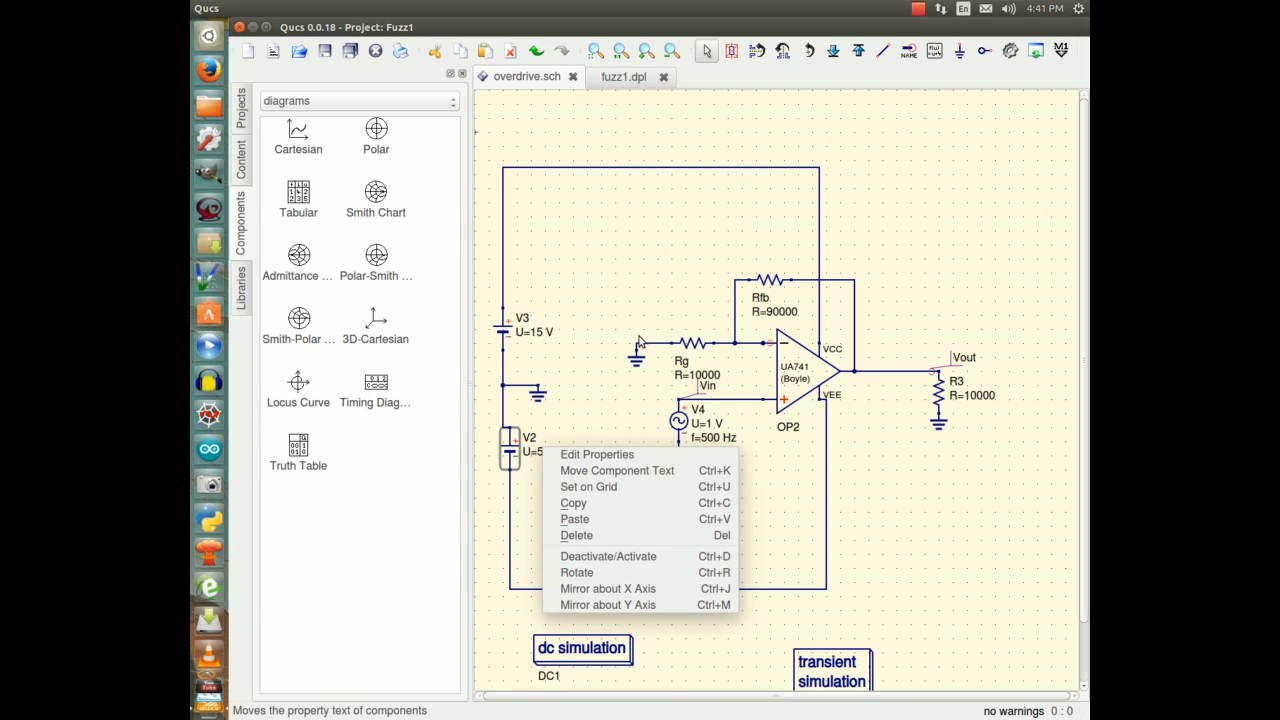 Qucs
En
4:41 PM
Qucs 0.0.18 - Project: Fuzz1
NAME
overdrive.sch
fuzz1.dpl
Projects
Content
Components
Libraries
diagrams
Cartesian
Polar
Tabular
Smith Chart
Admittance ...
Polar-Smith ...
Smith-Polar ...
3D-Cartesian
Locus Curve
Timing Diag...
Truth Table
V3
U=15 V
V2
U=5
Rfb
R=90000
Rg
R=10000
Vin
V4
U=1 V
f=500 Hz
VCC
UA741
(Boyle)
VEE
OP2
Vout
R3
R=10000
Edit Properties
Move Component Text Ctrl+K
Set on Grid Ctrl+U
Copy Ctrl+C
Paste Ctrl+V
Delete Del
Deactivate/Activate Ctrl+D
Rotate Ctrl+R
Mirror about X Axis Ctrl+J
Mirror about Y Axis Ctrl+M
dc simulation
DC1
transient
simulation
Moves the property text of components
no warnings 0 : 0